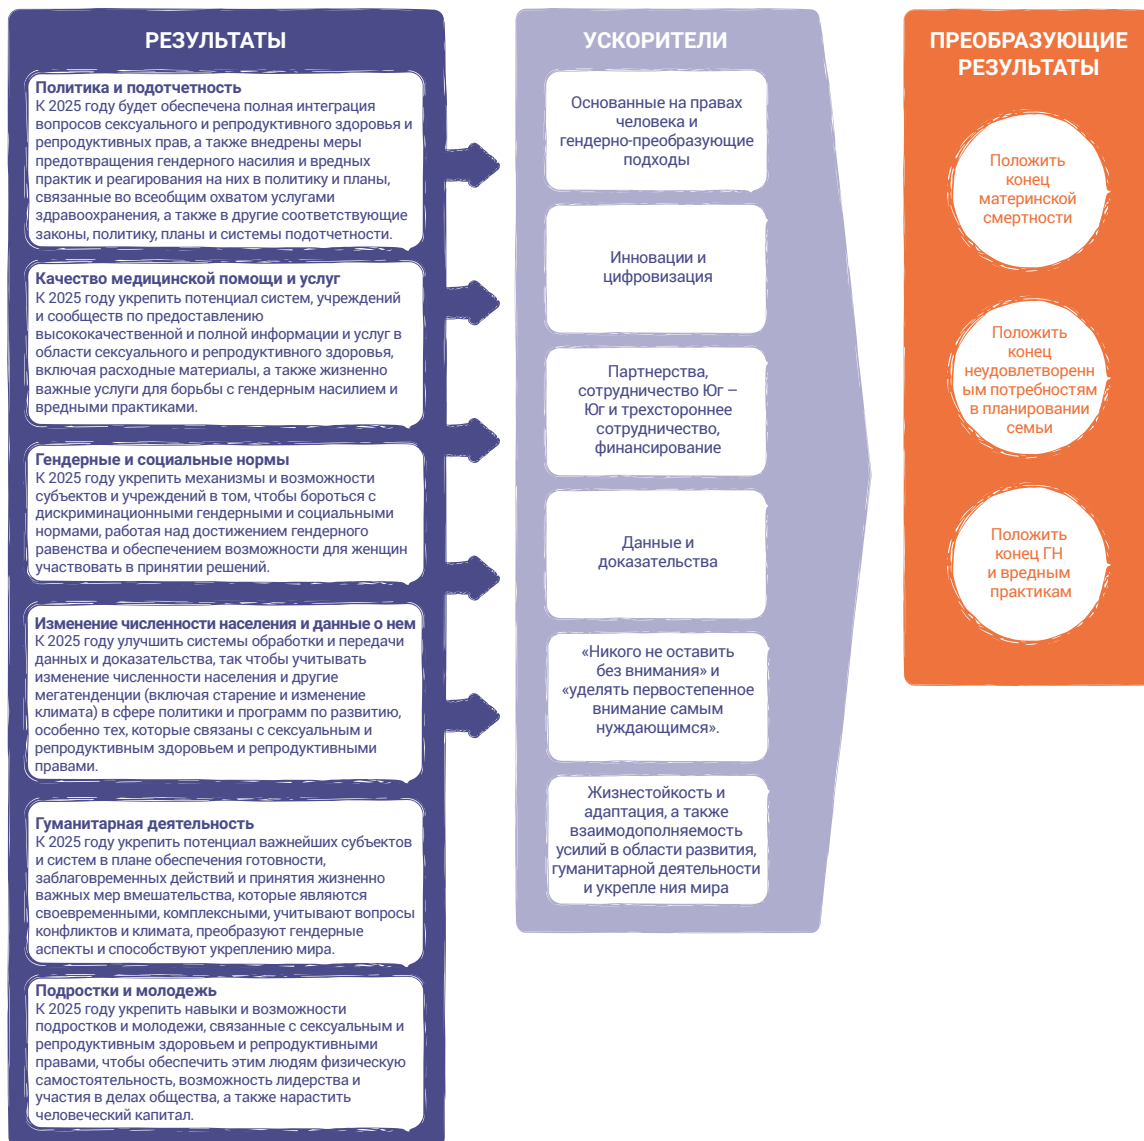 РЕЗУЛЬТАТЫ
Политика и подотчетность
К 2025 году будет обеспечена полная интеграция
вопросов сексуального и репродуктивного здоровья и
репродуктивных прав, а также внедрены меры
предотвращения гендерного насилия и вредных
практик и реагирования на них в политику и планы,
связанные во всеобщим охватом услугами
здравоохранения, а также в другие соответствующие
законы, политику, планы и системы подотчетности.
Качество медицинской помощи и услуг
К 2025 году укрепить потенциал систем, учреждений
и сообществ по предоставлению
высококачественной и полной информации и услуг в
области сексуального и репродуктивного здоровья,
включая расходные материалы, а также жизненно
важные услуги для борьбы с гендерным насилием и
вредными практиками.
Гендерные и социальные нормы
К 2025 году укрепить механизмы и возможности
субъектов и учреждений в том, чтобы бороться с
дискриминационными гендерными и социальными
нормами, работая над достижением гендерного
равенства и обеспечением возможности для женщин
участвовать в принятии решений.
Изменение численности населения и данные о нем
К 2025 году улучшить системы обработки и передачи
данных и доказательства, так чтобы учитывать
изменение численности населения и другие
мегатенденции (включая старение и изменение
климата) в сфере политики и программ по развитию,
особенно тех, которые связаны с сексуальным и
репродуктивным здоровьем и репродуктивными
правами.
Гуманитарная деятельность
К 2025 году укрепить потенциал важнейших субъектов
и систем в плане обеспечения готовности,
заблаговременных действий и принятия жизненно
важных мер вмешательства, которые являются
своевременными, комплексными, учитывают вопросы
конфликтов и климата, преобразуют гендерные
аспекты и способствуют укреплению мира.
Подростки и молодежь
К 2025 году укрепить навыки и возможности
подростков и молодежи, связанные с сексуальным и
репродуктивным здоровьем и репродуктивными
правами, чтобы обеспечить этим людям физическую
самостоятельность, возможность лидерства и
участия в делах общества, а также нарастить
человеческий капитал.
УСКОРИТЕЛИ
Основанные на правах
человека и
гендерно-преобразующие
подходы
Инновации и
цифровизация
Партнерства,
сотрудничество Юг –
Юг и трехстороннее
сотрудничество,
финансирование
Данные и
доказательства
«Никого не оставить
без внимания» и
«уделять первостепенное
внимание самым
нуждающимся».
Жизнестойкость и
адаптация, а также
взаимодополняемость
усилий в области развития,
гуманитарной деятельности
и укрепле ния мира
ПРЕОБРАЗУЮЩИЕ
РЕЗУЛЬТАТЫ
Положить
конец
материнской
смертности
Положить
конец
неудовлетворенн
ым потребностям
в планировании
семьи
Положить
конец ГН
и вредным
практикам